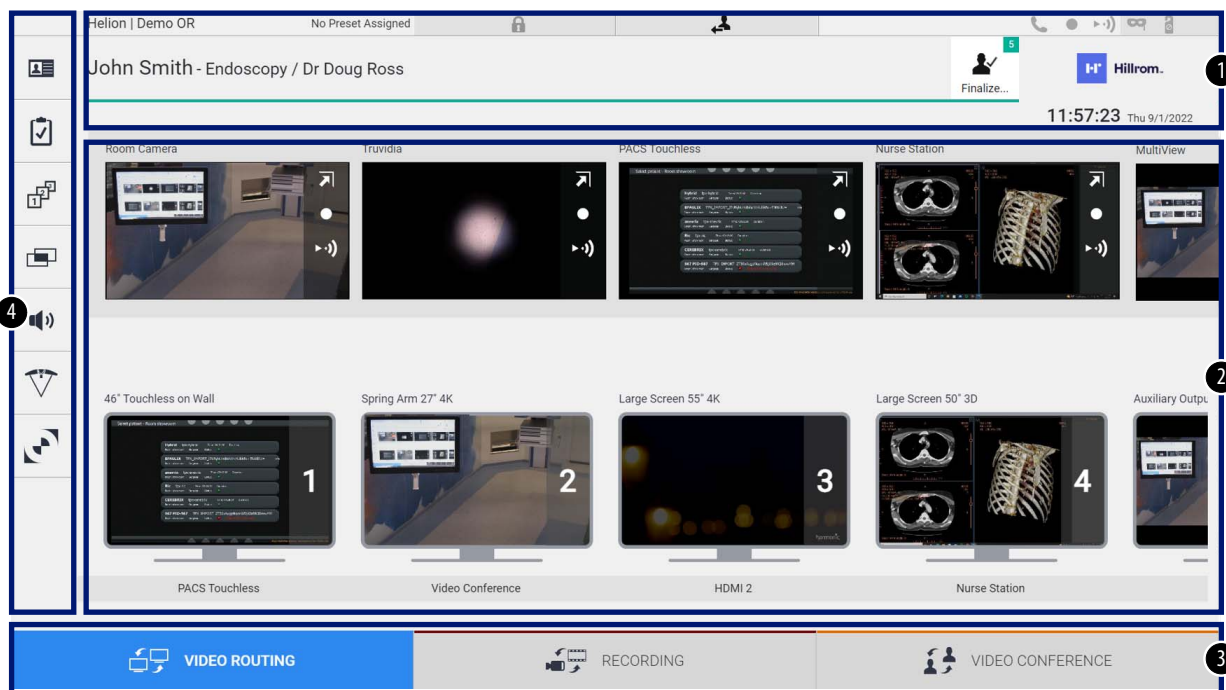 Helion | Demo OR
No Preset Assigned
John Smith - Endoscopy / Dr Doug Ross
5
Finalize...
Hillrom.
1
11:57:23 Thu 9/1/2022
Room Camera
Truvidia
PACS Touchless
Nurse Station
MultiView
4
2
46" Touchless on Wall
Spring Arm 27" 4K
Large Screen 55" 4K
Large Screen 50" 3D
Auxiliary Outpu
1
2
3
4
PACS Touchless
Video Conference
HDMI 2
Nurse Station
VIDEO ROUTING
RECORDING
VIDEO CONFERENCE
3